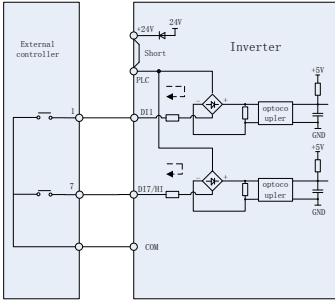 External
controller
Inverter
+24V
24V
Short
PLC
+5V
1
DI1
-
+
optoco
upler
GND
+5V
7
DI7/HI
-
+
optoco
upler
GND
COM